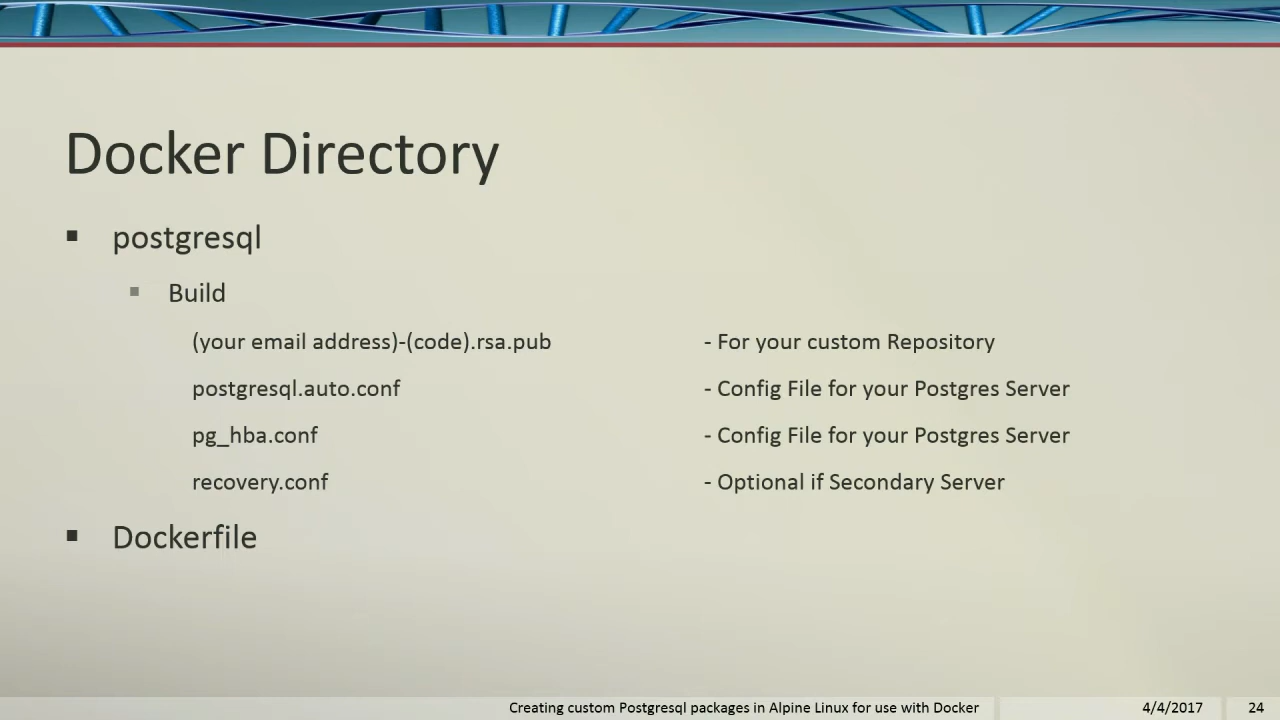 Docker Directory
postgresql
Build
(your email address)-(code).rsa.pub - For your custom Repository
postgresql.auto.conf - Config File for your Postgres Server
pg_hba.conf - Config File for your Postgres Server
recovery.conf - Optional if Secondary Server
Dockerfile
Creating custom Postgresql packages in Alpine Linux for use with Docker 4/4/2017 24